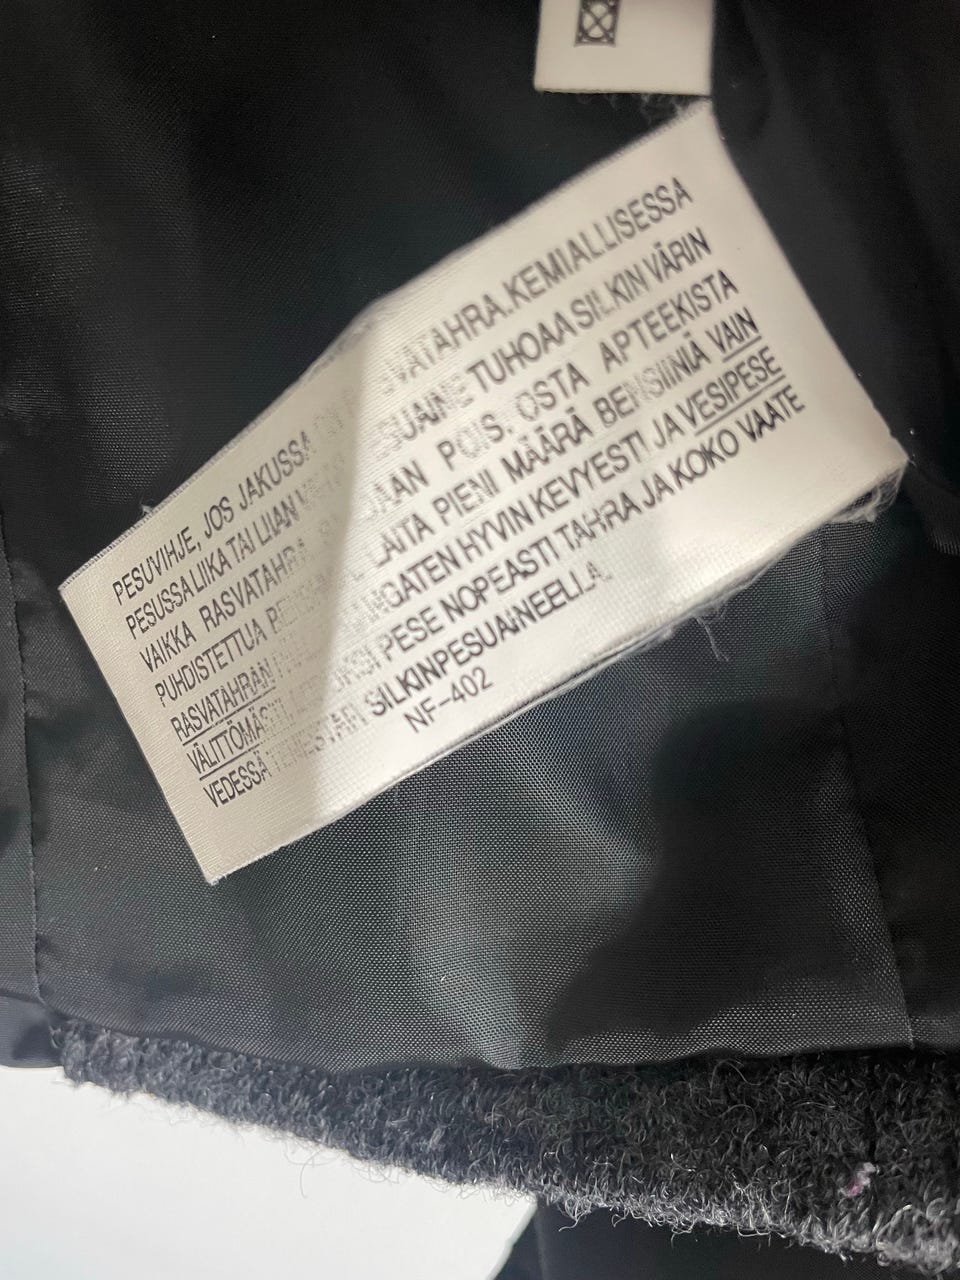 PESUVIHJE, JOS JAKUSSA ON RASVATAHRA.KEMIALLISESSA
PESUSSA LIIKA TAI LIIAN PESUAINE TUHOAA SILKIN VÄRIN
VAIKKA RASVATAHRA POIS. OSTA APTEEKISTA
PUHDISTETTUA LAITA PIENI MÄÄRÄ BENSIINIÄ VAIN
RASVATAHRAN HYVIN KEVYESTI JA VESIPESE
VÄLITTÖMÄSTI PESE NOPEASTI TAHRA JA KOKO VAATE
VEDESSÄ SILKINPESUAINEELLA.
NF-402